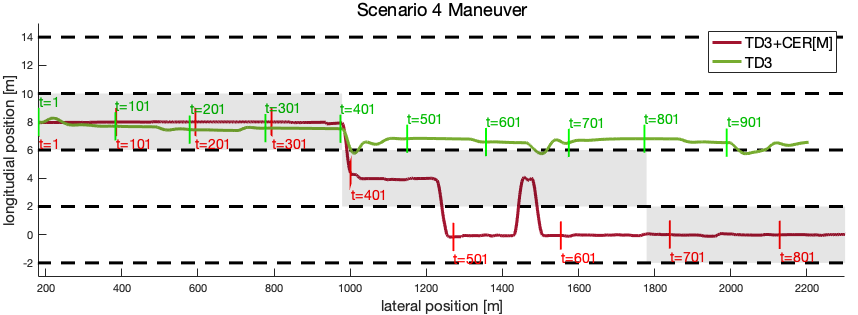 Scenario 4 Maneuver
longitudial position [m]
14
12
10
8
6
4
2
0
-2
TD3+CER[M]
TD3
t=1
t=101
t=201
t=301
t=401
t=501
t=601
t=701
t=801
t=901
t=1
t=101
t=201
t=301
t=401
t=501
t=601
t=701
t=801
200 400 600 800 1000 1200 1400 1600 1800 2000 2200
lateral position [m]